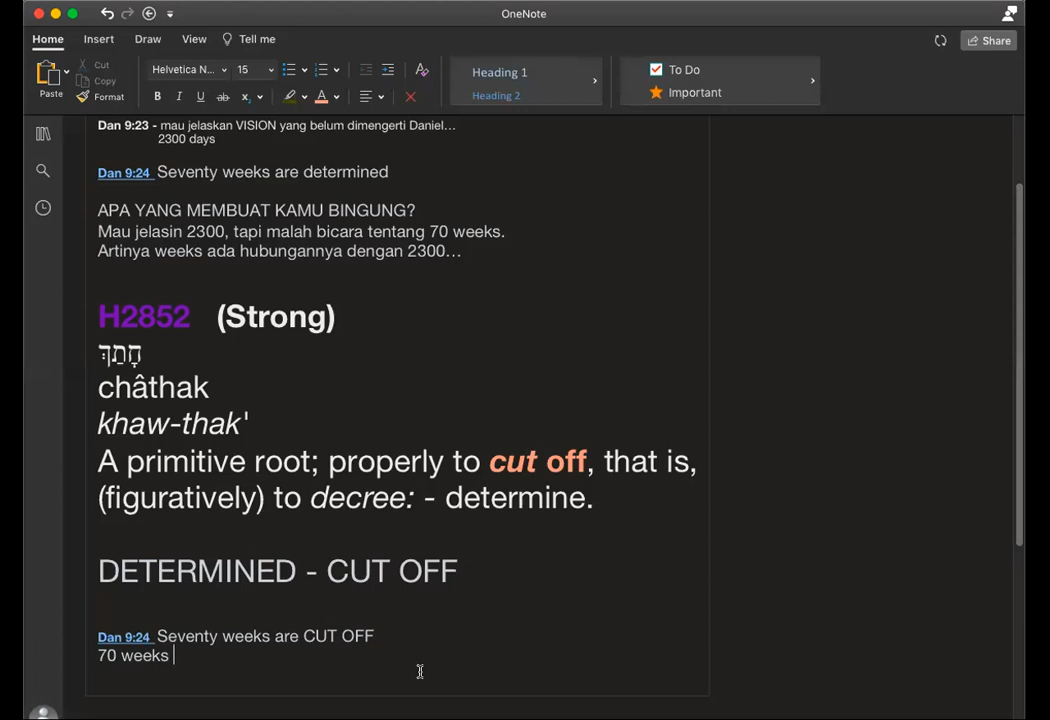 OneNote
Home Insert Draw View Tell me
Share
Paste
Cut
Copy
Format
Helvetica N... 15
B I U ab x A
Heading 1
Heading 2
To Do
Important
Dan 9:23 - mau jelaskan VISION yang belum dimengerti Daniel...
2300 days
Dan 9:24 Seventy weeks are determined
APA YANG MEMBUAT KAMU BINGUNG?
Mau jelasin 2300, tapi malah bicara tentang 70 weeks.
Artinya weeks ada hubungannya dengan 2300...
H2852 (Strong)
חָתַךְ
châthak
khaw-thak'
A primitive root; properly to cut off, that is,
(figuratively) to decree: - determine.
DETERMINED - CUT OFF
Dan 9:24 Seventy weeks are CUT OFF
70 weeks